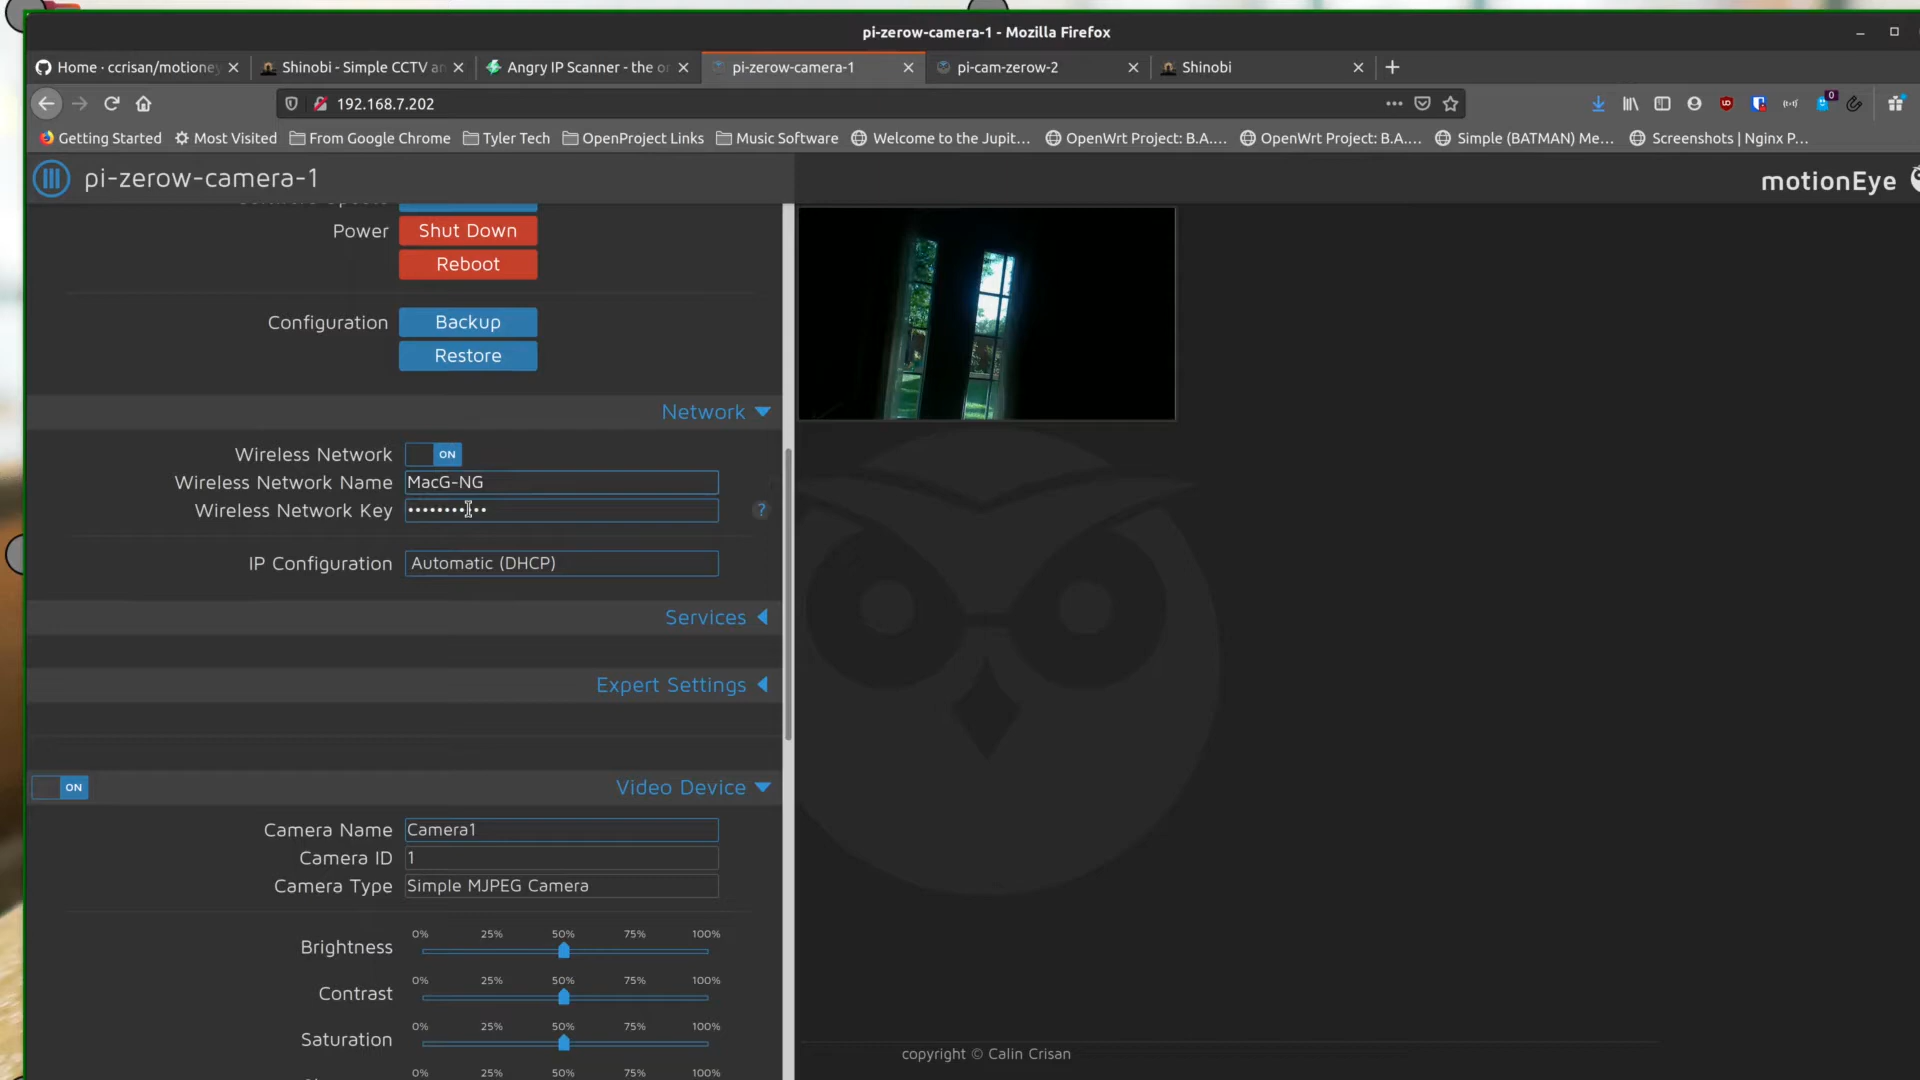 pi-zerow-camera-1 - Mozilla Firefox
Home · ccrisan/motioney
Shinobi - Simple CCTV an
Angry IP Scanner - the or
pi-zerow-camera-1
pi-cam-zerow-2
Shinobi
192.168.7.202
0
Getting Started
Most Visited
From Google Chrome
Tyler Tech
OpenProject Links
Music Software
Welcome to the Jupit...
OpenWrt Project: B.A....
OpenWrt Project: B.A....
Simple (BATMAN) Me...
Screenshots | Nginx P...
pi-zerow-camera-1
motionEye
Power
Shut Down
Reboot
Configuration
Backup
Restore
Network
Wireless Network
ON
Wireless Network Name
MacG-NG
Wireless Network Key
•••••••••••
?
IP Configuration
Automatic (DHCP)
Services
Expert Settings
ON
Video Device
Camera Name
Camera1
Camera ID
1
Camera Type
Simple MJPEG Camera
0% 25% 50% 75% 100%
Brightness
0% 25% 50% 75% 100%
Contrast
0% 25% 50% 75% 100%
Saturation
0% 25% 50% 75% 100%
copyright © Calin Crisan